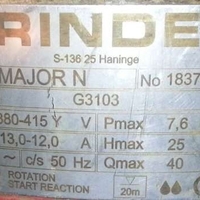 RINDE
S-136 25 Haninge
MAJOR N No 1837
G3103
380-415 Y V Pmax 7,6
13,0-12,0 A Hmax 25
~ c/s 50 Hz Qmax 40
ROTATION
START REACTION 20m